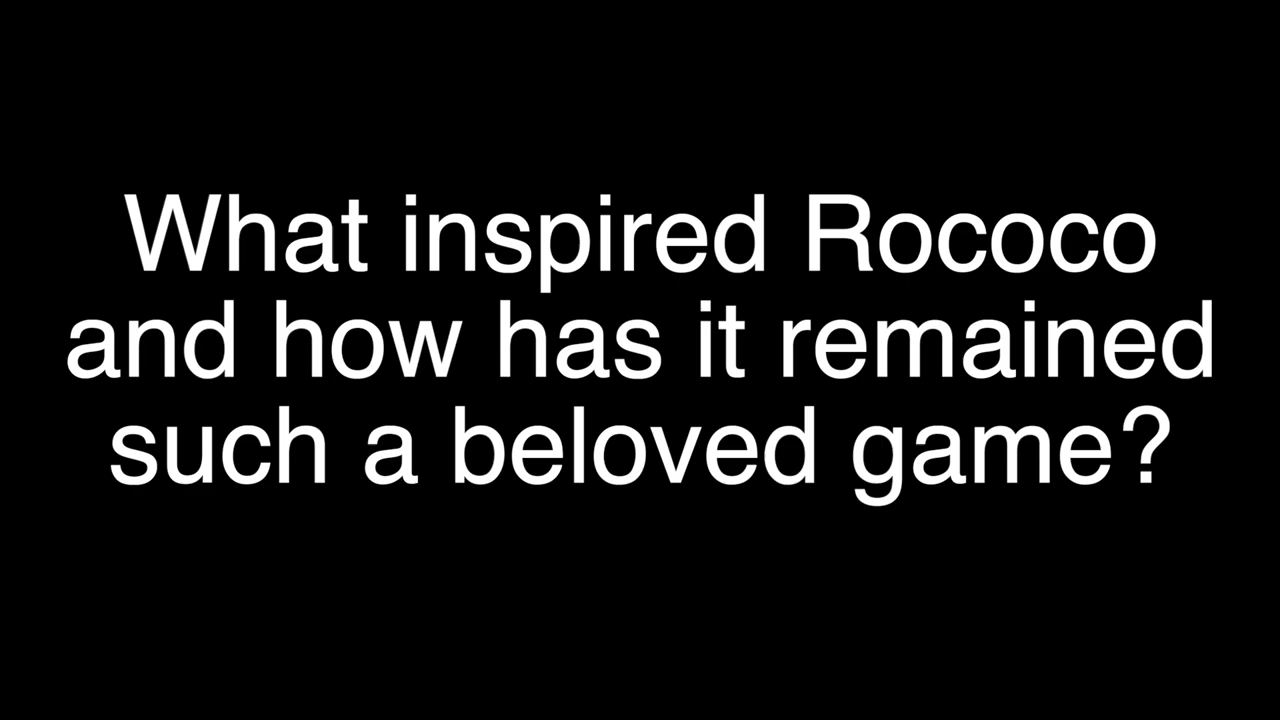 What inspired Rococo
and how has it remained
such a beloved game?